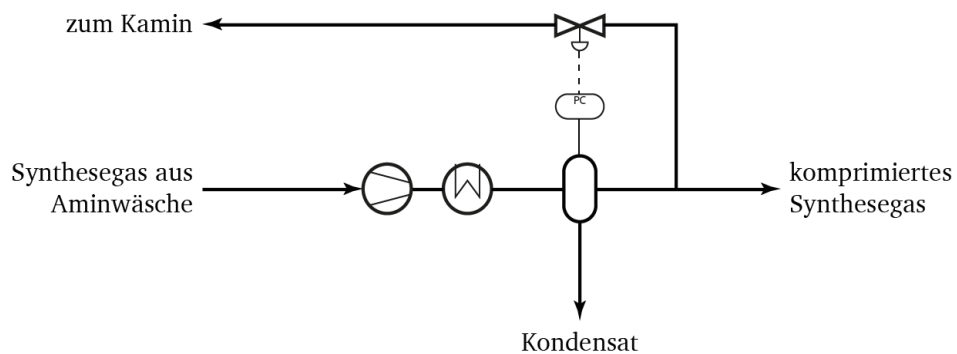 zum Kamin
PC
Synthesegas aus
Aminwäsche
komprimiertes
Synthesegas
Kondensat